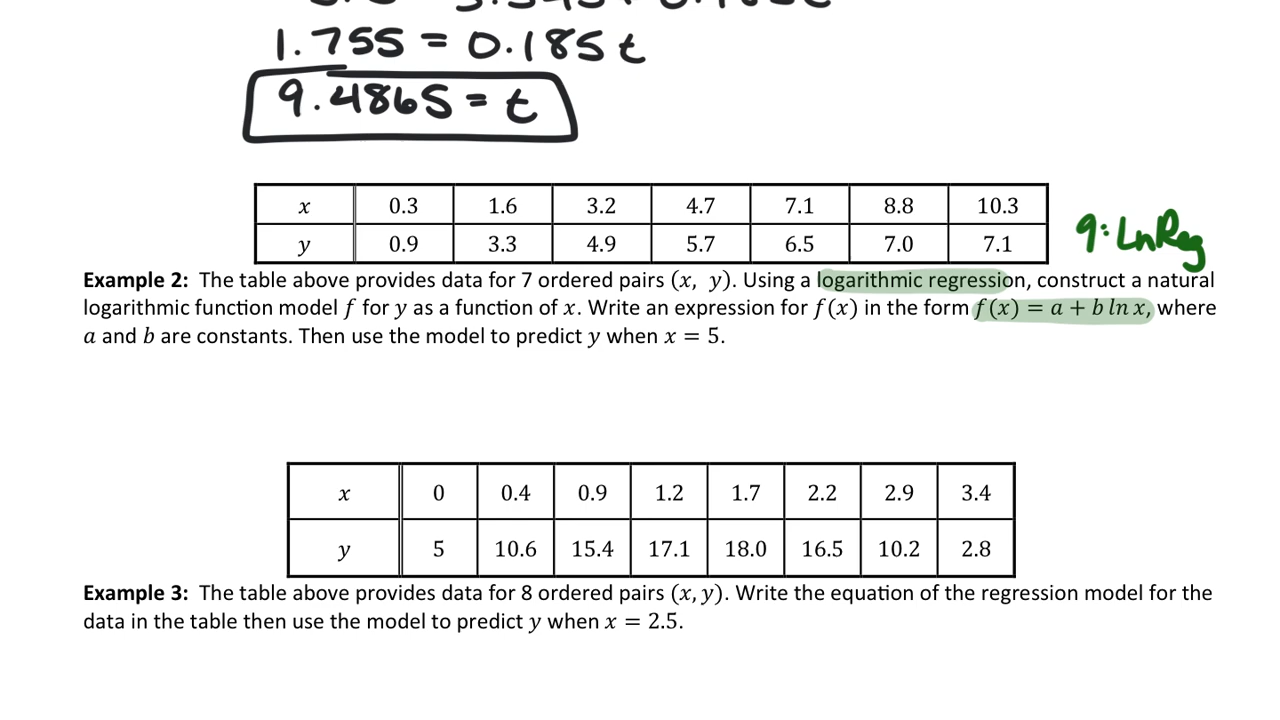 1.755 = 0.185 t
9.4865 = t
x 0.3 1.6 3.2 4.7 7.1 8.8 10.3
y 0.9 3.3 4.9 5.7 6.5 7.0 7.1
9: LnReg
Example 2: The table above provides data for 7 ordered pairs (x, y). Using a logarithmic regression, construct a natural
logarithmic function model f for y as a function of x. Write an expression for f(x) in the form f(x) = a + b ln x, where
a and b are constants. Then use the model to predict y when x = 5.
x 0 0.4 0.9 1.2 1.7 2.2 2.9 3.4
y 5 10.6 15.4 17.1 18.0 16.5 10.2 2.8
Example 3: The table above provides data for 8 ordered pairs (x, y). Write the equation of the regression model for the
data in the table then use the model to predict y when x = 2.5.